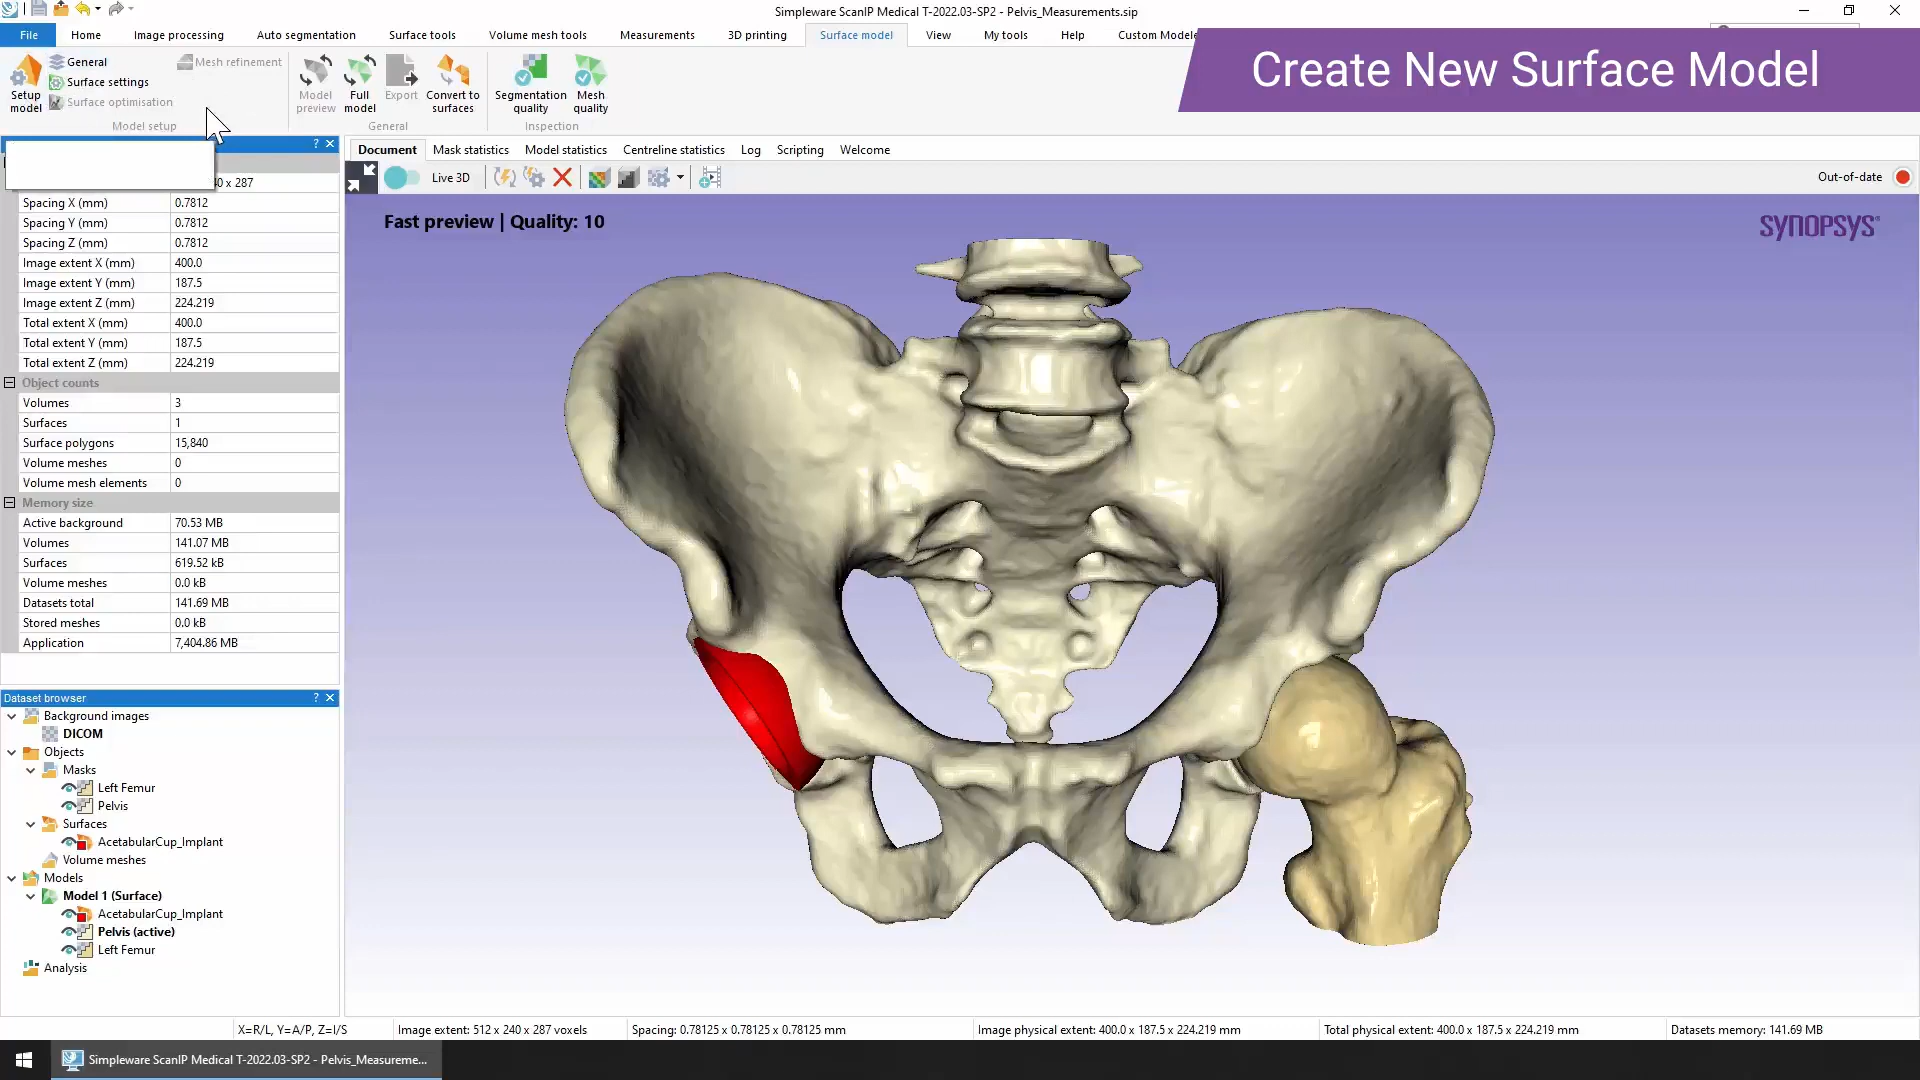 Simpleware ScanIP Medical T-2022.03-SP2 - Pelvis_Measurements.sip
File Home Image processing Auto segmentation Surface tools Volume mesh tools Measurements 3D printing Surface model View My tools Help Custom Modele
Create New Surface Model
Setup model
General
Surface settings
Surface optimisation
Mesh refinement
Model setup
Model preview
Full model
Export
Convert to surfaces
General
Segmentation quality
Mesh quality
Inspection
? ×
40 x 287
Spacing X (mm) 0.7812
Spacing Y (mm) 0.7812
Spacing Z (mm) 0.7812
Image extent X (mm) 400.0
Image extent Y (mm) 187.5
Image extent Z (mm) 224.219
Total extent X (mm) 400.0
Total extent Y (mm) 187.5
Total extent Z (mm) 224.219
Object counts
Volumes 3
Surfaces 1
Surface polygons 15,840
Volume meshes 0
Volume mesh elements 0
Memory size
Active background 70.53 MB
Volumes 141.07 MB
Surfaces 619.52 kB
Volume meshes 0.0 kB
Datasets total 141.69 MB
Stored meshes 0.0 kB
Application 7,404.86 MB
Dataset browser ? ×
Background images
DICOM
Objects
Masks
Left Femur
Pelvis
Surfaces
AcetabularCup_Implant
Volume meshes
Models
Model 1 (Surface)
AcetabularCup_Implant
Pelvis (active)
Left Femur
Analysis
Document Mask statistics Model statistics Centreline statistics Log Scripting Welcome
Live 3D
Out-of-date
Fast preview | Quality: 10
SYNOPSYS®
X=R/L, Y=A/P, Z=I/S Image extent: 512 x 240 x 287 voxels Spacing: 0.78125 x 0.78125 x 0.78125 mm Image physical extent: 400.0 x 187.5 x 224.219 mm Total physical extent: 400.0 x 187.5 x 224.219 mm Datasets memory: 141.69 MB
Simpleware ScanIP Medical T-2022.03-SP2 - Pelvis_Measureme...